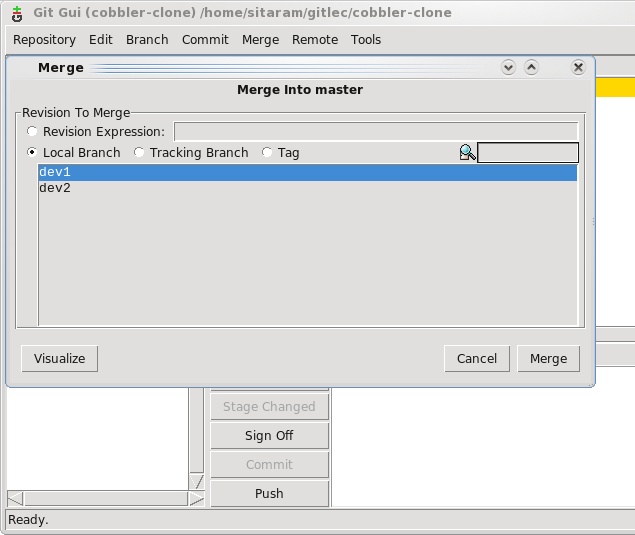 Git Gui (cobbler-clone) /home/sitaram/gitlec/cobbler-clone
Repository Edit Branch Commit Merge Remote Tools
Merge
Merge Into master
Revision To Merge
Revision Expression:
Local Branch Tracking Branch Tag
dev1
dev2
Visualize Cancel Merge
Stage Changed
Sign Off
Commit
Push
Ready.